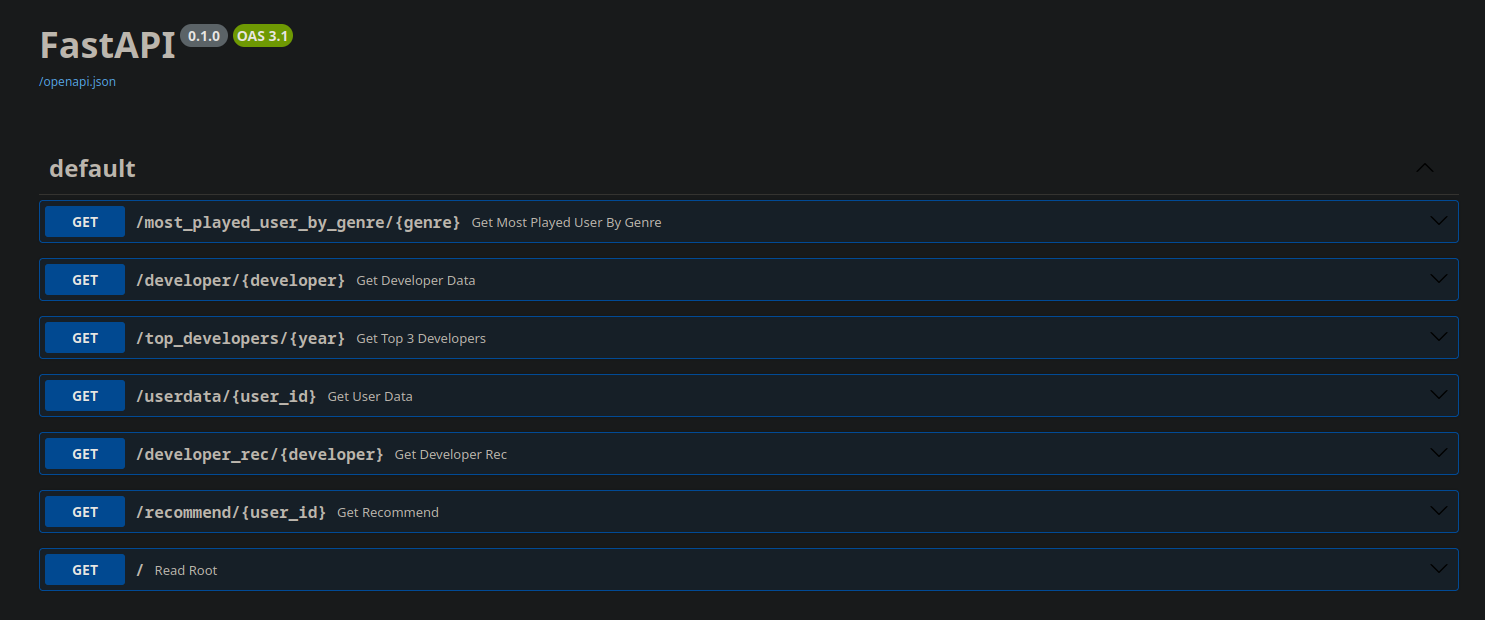 FastAPI 0.1.0 OAS 3.1
/openapi.json
default
GET /most_played_user_by_genre/{genre} Get Most Played User By Genre
GET /developer/{developer} Get Developer Data
GET /top_developers/{year} Get Top 3 Developers
GET /userdata/{user_id} Get User Data
GET /developer_rec/{developer} Get Developer Rec
GET /recommend/{user_id} Get Recommend
GET / Read Root